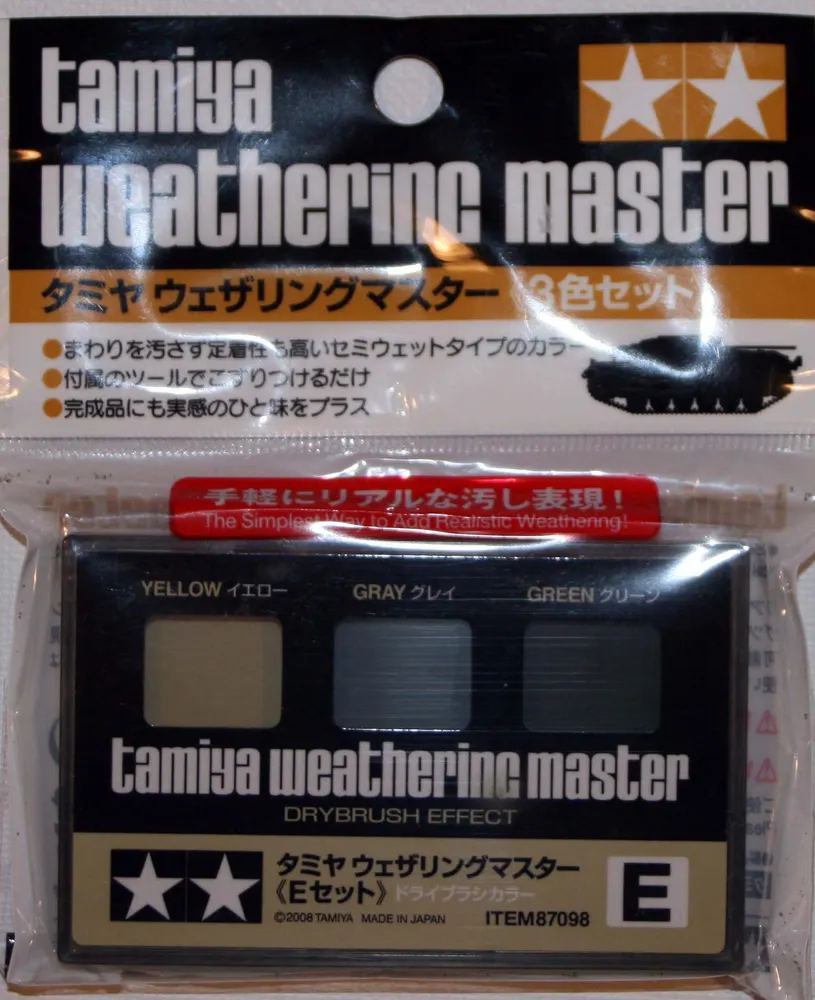 tamiya
weathering master
タミヤ ウェザリングマスター 《3色セット
●まわりを汚さず定着性も高いセミウェットタイプのカラー
●付属のツールでこすりつけるだけ
●完成品にも実感のひと味をプラス
手軽にリアルな汚し表現!
The Simplest Way to Add Realistic Weathering!
YELLOW イエロー GRAY グレイ GREEN グリーン
tamiya weathering master
DRYBRUSH EFFECT
タミヤ ウェザリングマスター
《Eセット》ドライブラシカラー
E
©2008 TAMIYA MADE IN JAPAN ITEM87098